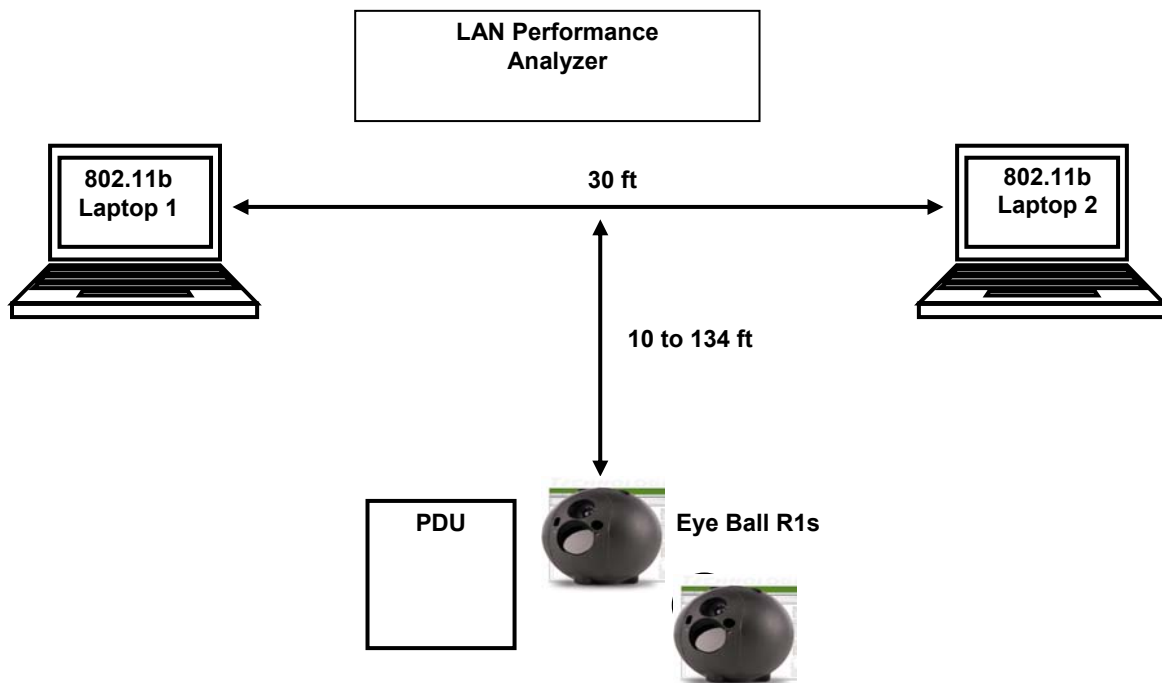 LAN Performance
Analyzer
802.11b
Laptop 1
30 ft
802.11b
Laptop 2
10 to 134 ft
PDU
Eye Ball R1s